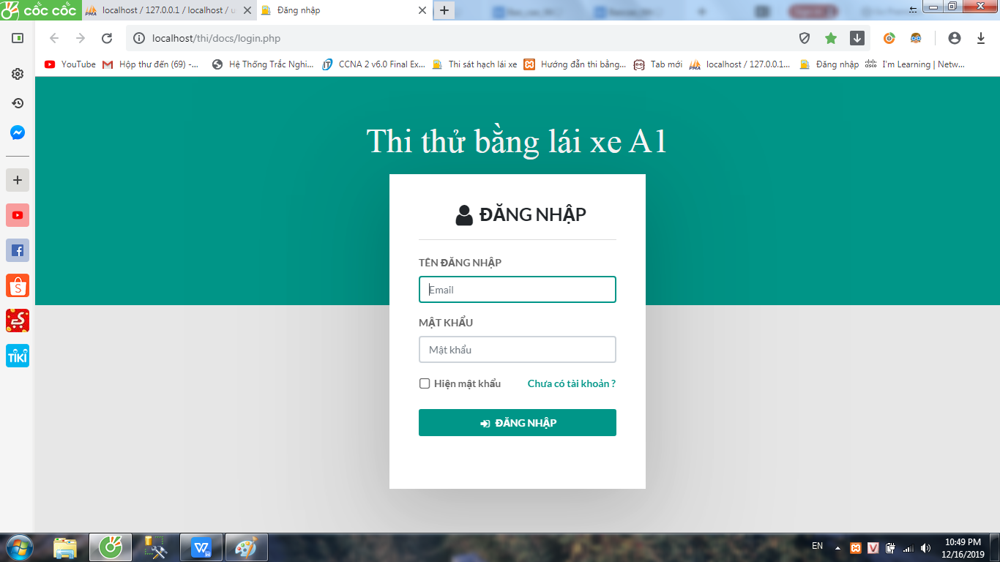 cốc cốc
localhost / 127.0.0.1 / localhost / u
Đăng nhập
localhost/thi/docs/login.php
YouTube
Hộp thư đến (69) -...
Hệ Thống Trắc Nghi...
CCNA 2 v6.0 Final Ex...
Thi sát hạch lái xe
Hướng dẫn thi bằng...
Tab mới
localhost / 127.0.0.1...
Đăng nhập
I'm Learning | Netw...
Thi thử bằng lái xe A1
ĐĂNG NHẬP
TÊN ĐĂNG NHẬP
Email
MẬT KHẨU
Mật khẩu
Hiện mật khẩu
Chưa có tài khoản ?
ĐĂNG NHẬP
TIKI
EN
10:49 PM
12/16/2019